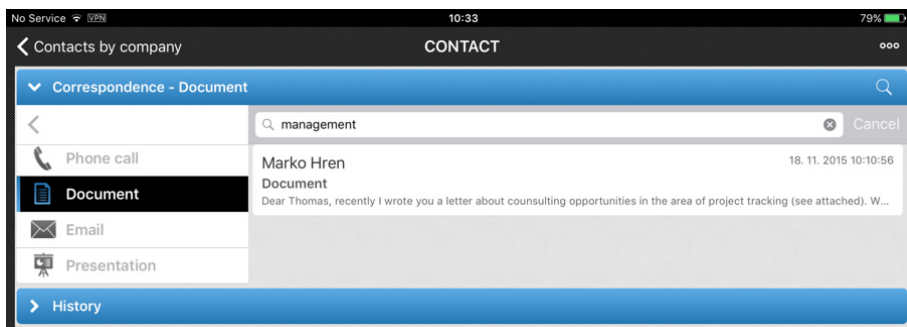 No Service VPN 10:33 79%
Contacts by company CONTACT
Correspondence - Document
management Cancel
Phone call
Marko Hren 18. 11. 2015 10:10:56
Document
Document
Dear Thomas, recently I wrote you a letter about counsulting opportunities in the area of project tracking (see attached). W...
Email
Presentation
History